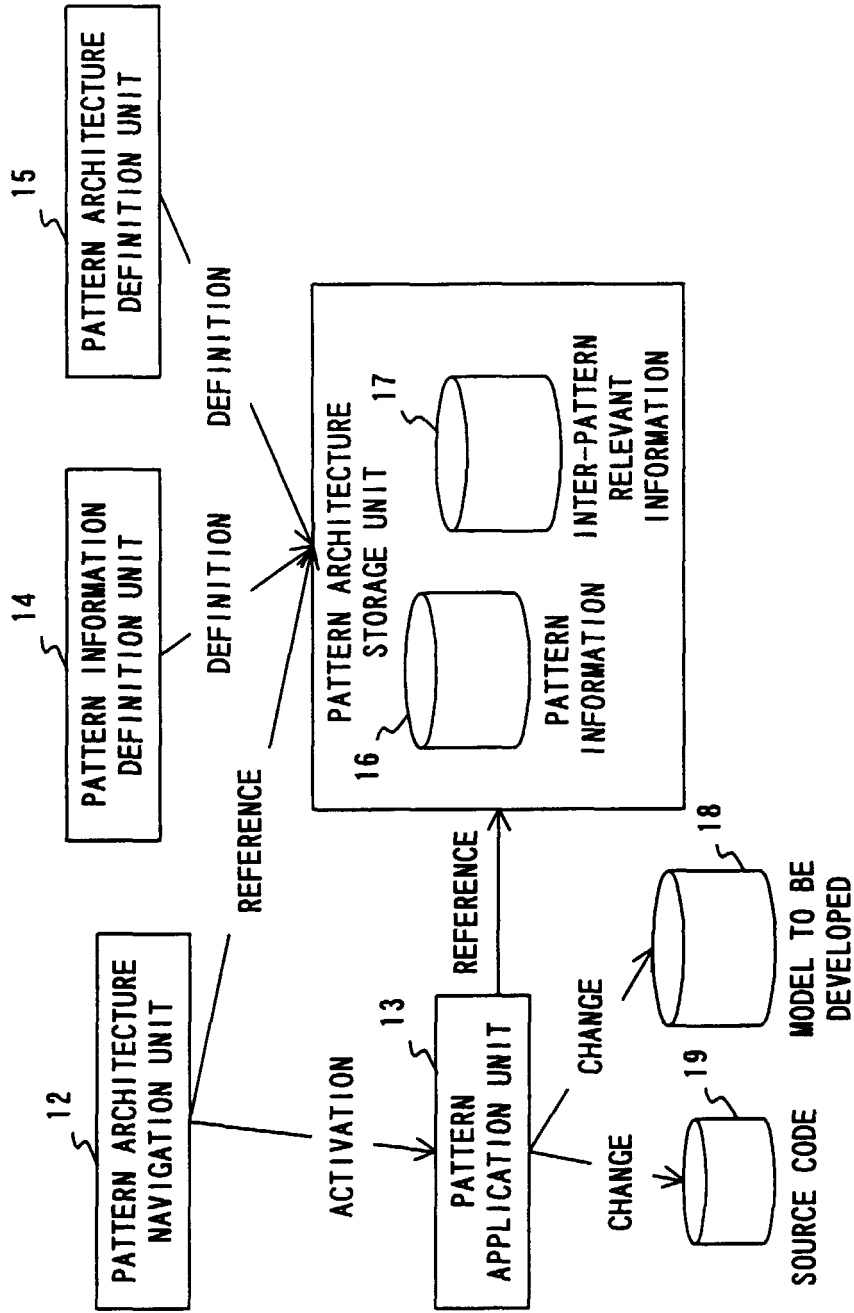 12
PATTERN ARCHITECTURE
NAVIGATION UNIT
14
PATTERN INFORMATION
DEFINITION UNIT
15
PATTERN ARCHITECTURE
DEFINITION UNIT
REFERENCE
DEFINITION
DEFINITION
ACTIVATION
13
PATTERN
APPLICATION UNIT
REFERENCE
PATTERN ARCHITECTURE
STORAGE UNIT
16
PATTERN
INFORMATION
17
INTER-PATTERN
RELEVANT
INFORMATION
CHANGE
CHANGE
19
SOURCE CODE
18
MODEL TO BE
DEVELOPED